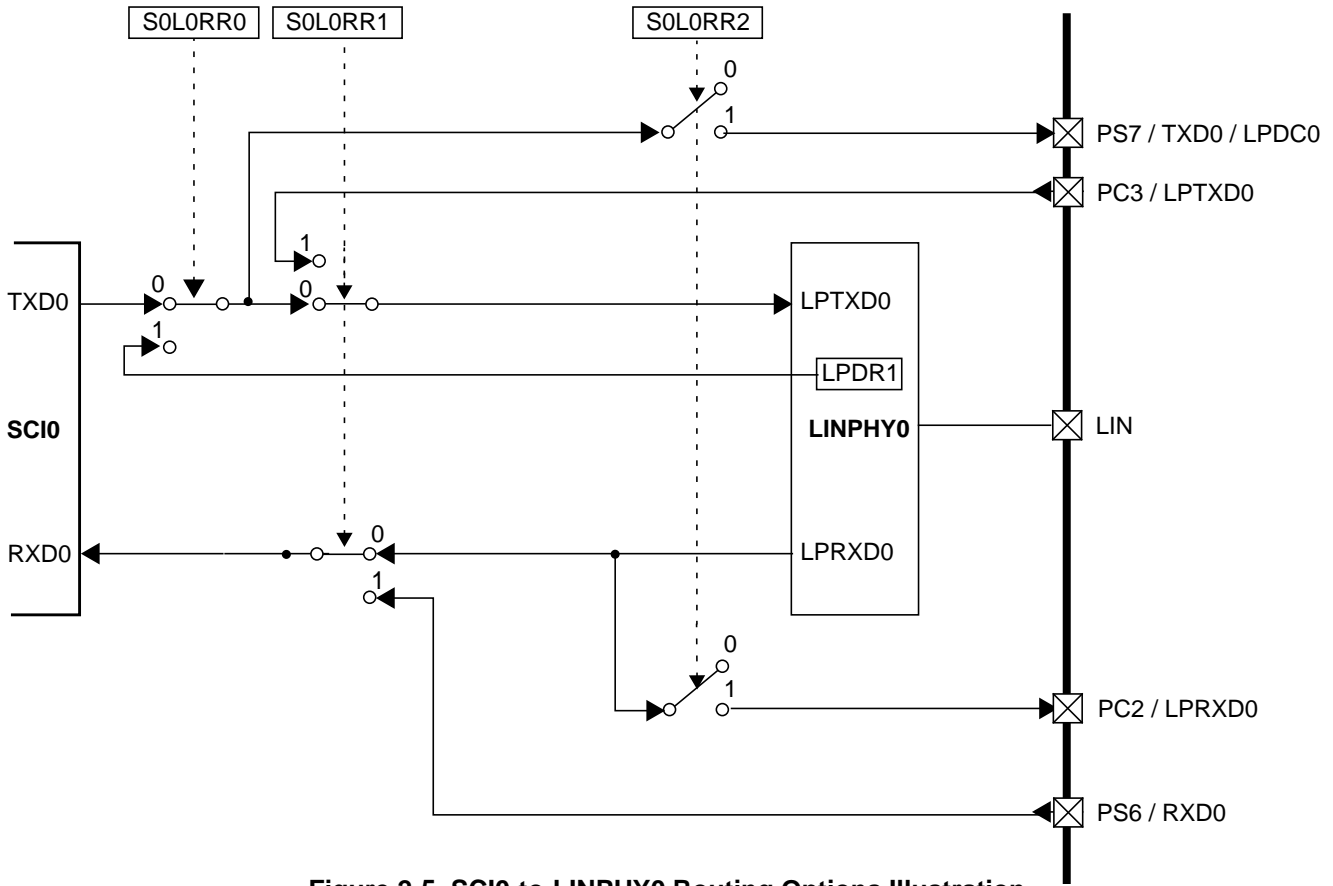 S0L0RR0 S0L0RR1 S0L0RR2
0
1
PS7 / TXD0 / LPDC0
PC3 / LPTXD0
1
TXD0 0 0 LPTXD0
1
LPDR1
SCI0 LINPHY0 LIN
RXD0 0 LPRXD0
1
0
1
PC2 / LPRXD0
PS6 / RXD0
Figure 2-5. SCI0-to-LINPHY0 Routing Options Illustration